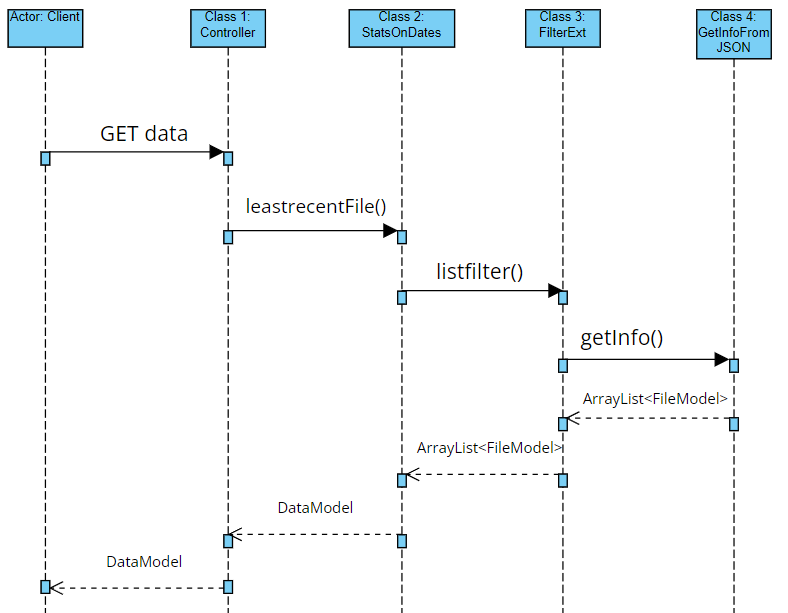 Actor: Client
Class 1:
Controller
Class 2:
StatsOnDates
Class 3:
FilterExt
Class 4:
GetInfoFrom
JSON
GET data
leastrecentFile()
listfilter()
getInfo()
ArrayList<FileModel>
ArrayList<FileModel>
DataModel
DataModel